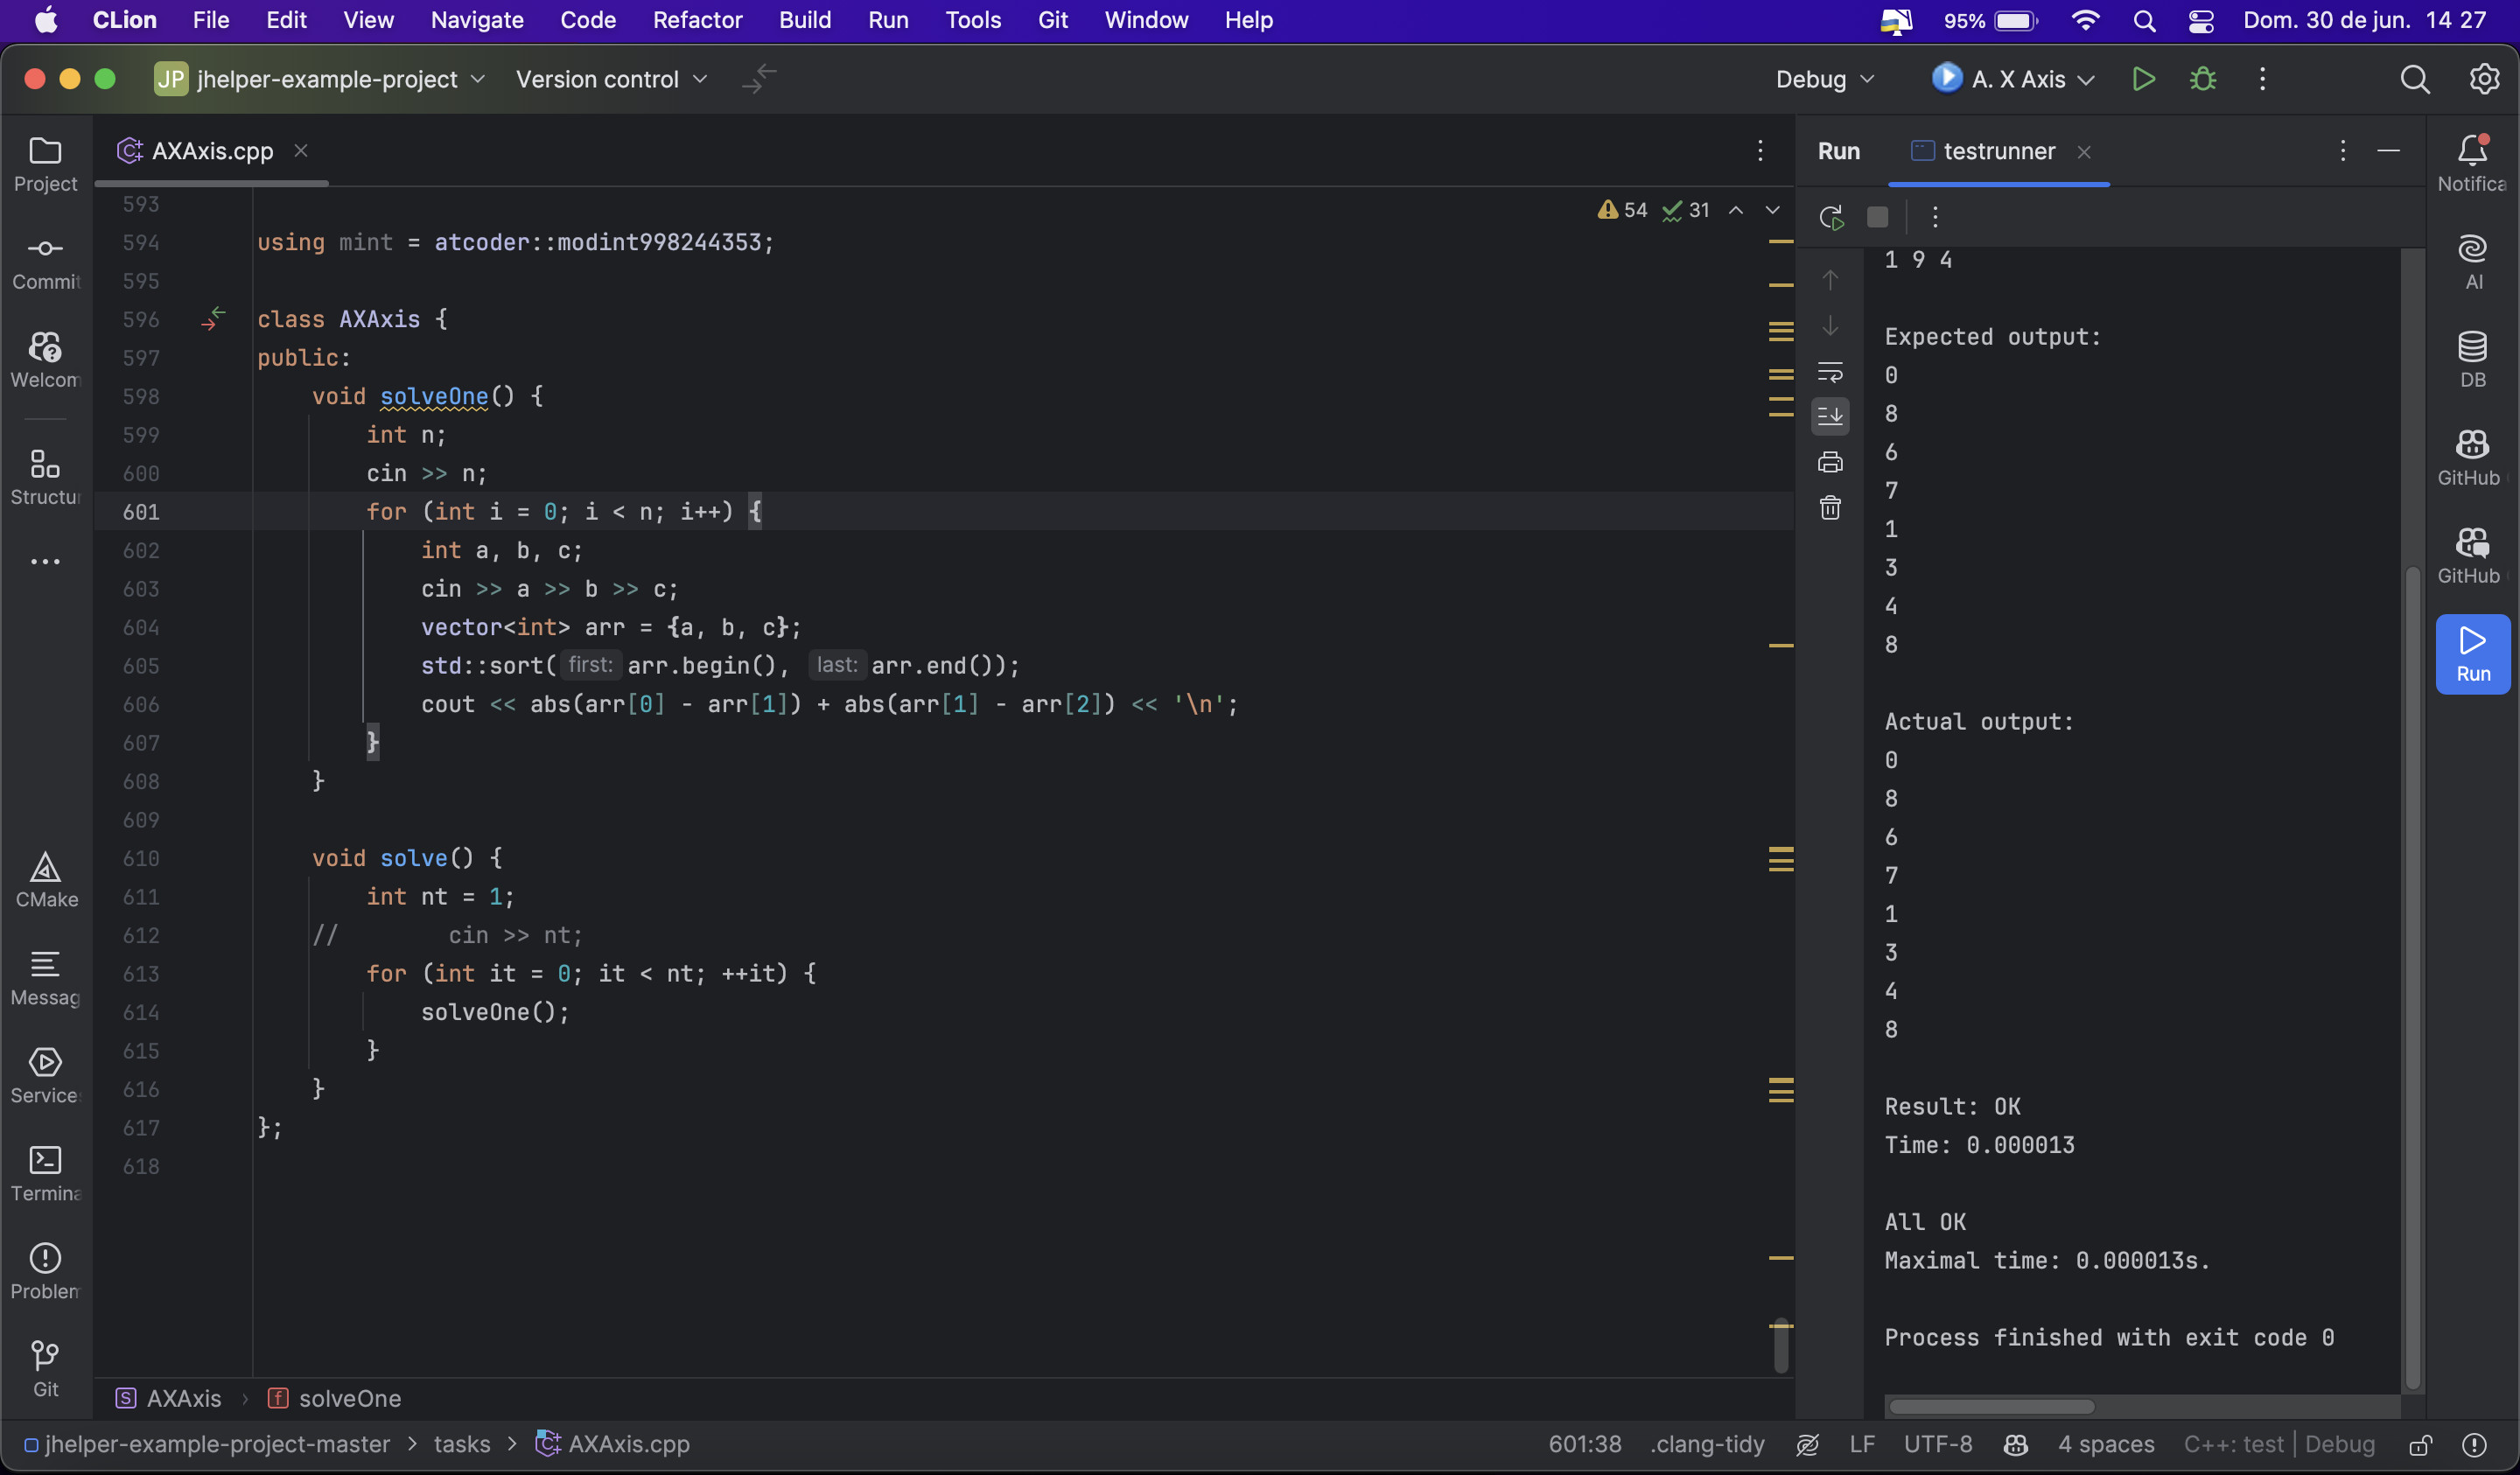 CLion File Edit View Navigate Code Refactor Build Run Tools Git Window Help 95% Dom. 30 de jun. 14 27
JP jhelper-example-project Version control Debug A. X Axis
AXAxis.cpp
Run testrunner
Project
Commit
Welcom
Structur
CMake
Messag
Service
Termina
Problem
Git
54 31
593
594 using mint = atcoder::modint998244353;
595
596 class AXAxis {
597 public:
598 void solveOne() {
599 int n;
600 cin >> n;
601 for (int i = 0; i < n; i++) {
602 int a, b, c;
603 cin >> a >> b >> c;
604 vector<int> arr = {a, b, c};
605 std::sort( first: arr.begin(), last: arr.end());
606 cout << abs(arr[0] - arr[1]) + abs(arr[1] - arr[2]) << '\n';
607 }
608 }
609
610 void solve() {
611 int nt = 1;
612 // cin >> nt;
613 for (int it = 0; it < nt; ++it) {
614 solveOne();
615 }
616 }
617 };
618
1 9 4
Expected output:
0
8
6
7
1
3
4
8
Actual output:
0
8
6
7
1
3
4
8
Result: OK
Time: 0.000013
All OK
Maximal time: 0.000013s.
Process finished with exit code 0
Notifica
AI
DB
GitHub
GitHub
Run
S AXAxis › f solveOne
jhelper-example-project-master > tasks > AXAxis.cpp 601:38 .clang-tidy LF UTF-8 4 spaces C++: test | Debug